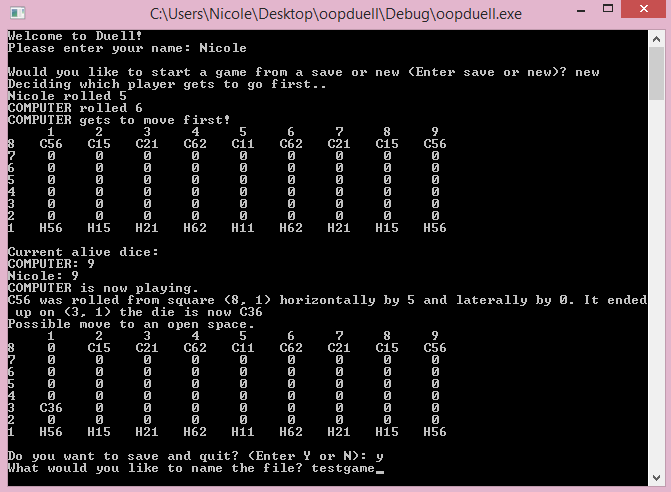 C:\Users\Nicole\Desktop\oopduell\Debug\oopduell.exe
Welcome to Duell!
Please enter your name: Nicole
Would you like to start a game from a save or new (Enter save or new)? new
Deciding which player gets to go first..
Nicole rolled 5
COMPUTER rolled 6
COMPUTER gets to move first!
1 2 3 4 5 6 7 8 9
8 C56 C15 C21 C62 C11 C62 C21 C15 C56
7 0 0 0 0 0 0 0 0 0
6 0 0 0 0 0 0 0 0 0
5 0 0 0 0 0 0 0 0 0
4 0 0 0 0 0 0 0 0 0
3 0 0 0 0 0 0 0 0 0
2 0 0 0 0 0 0 0 0 0
1 H56 H15 H21 H62 H11 H62 H21 H15 H56
Current alive dice:
COMPUTER: 9
Nicole: 9
COMPUTER is now playing.
C56 was rolled from square (8, 1) horizontally by 5 and laterally by 0. It ended
up on (3, 1) the die is now C36
Possible move to an open space.
1 2 3 4 5 6 7 8 9
8 0 C15 C21 C62 C11 C62 C21 C15 C56
7 0 0 0 0 0 0 0 0 0
6 0 0 0 0 0 0 0 0 0
5 0 0 0 0 0 0 0 0 0
4 0 0 0 0 0 0 0 0 0
3 C36 0 0 0 0 0 0 0 0
2 0 0 0 0 0 0 0 0 0
1 H56 H15 H21 H62 H11 H62 H21 H15 H56
Do you want to save and quit? (Enter Y or N): y
What would you like to name the file? testgame_